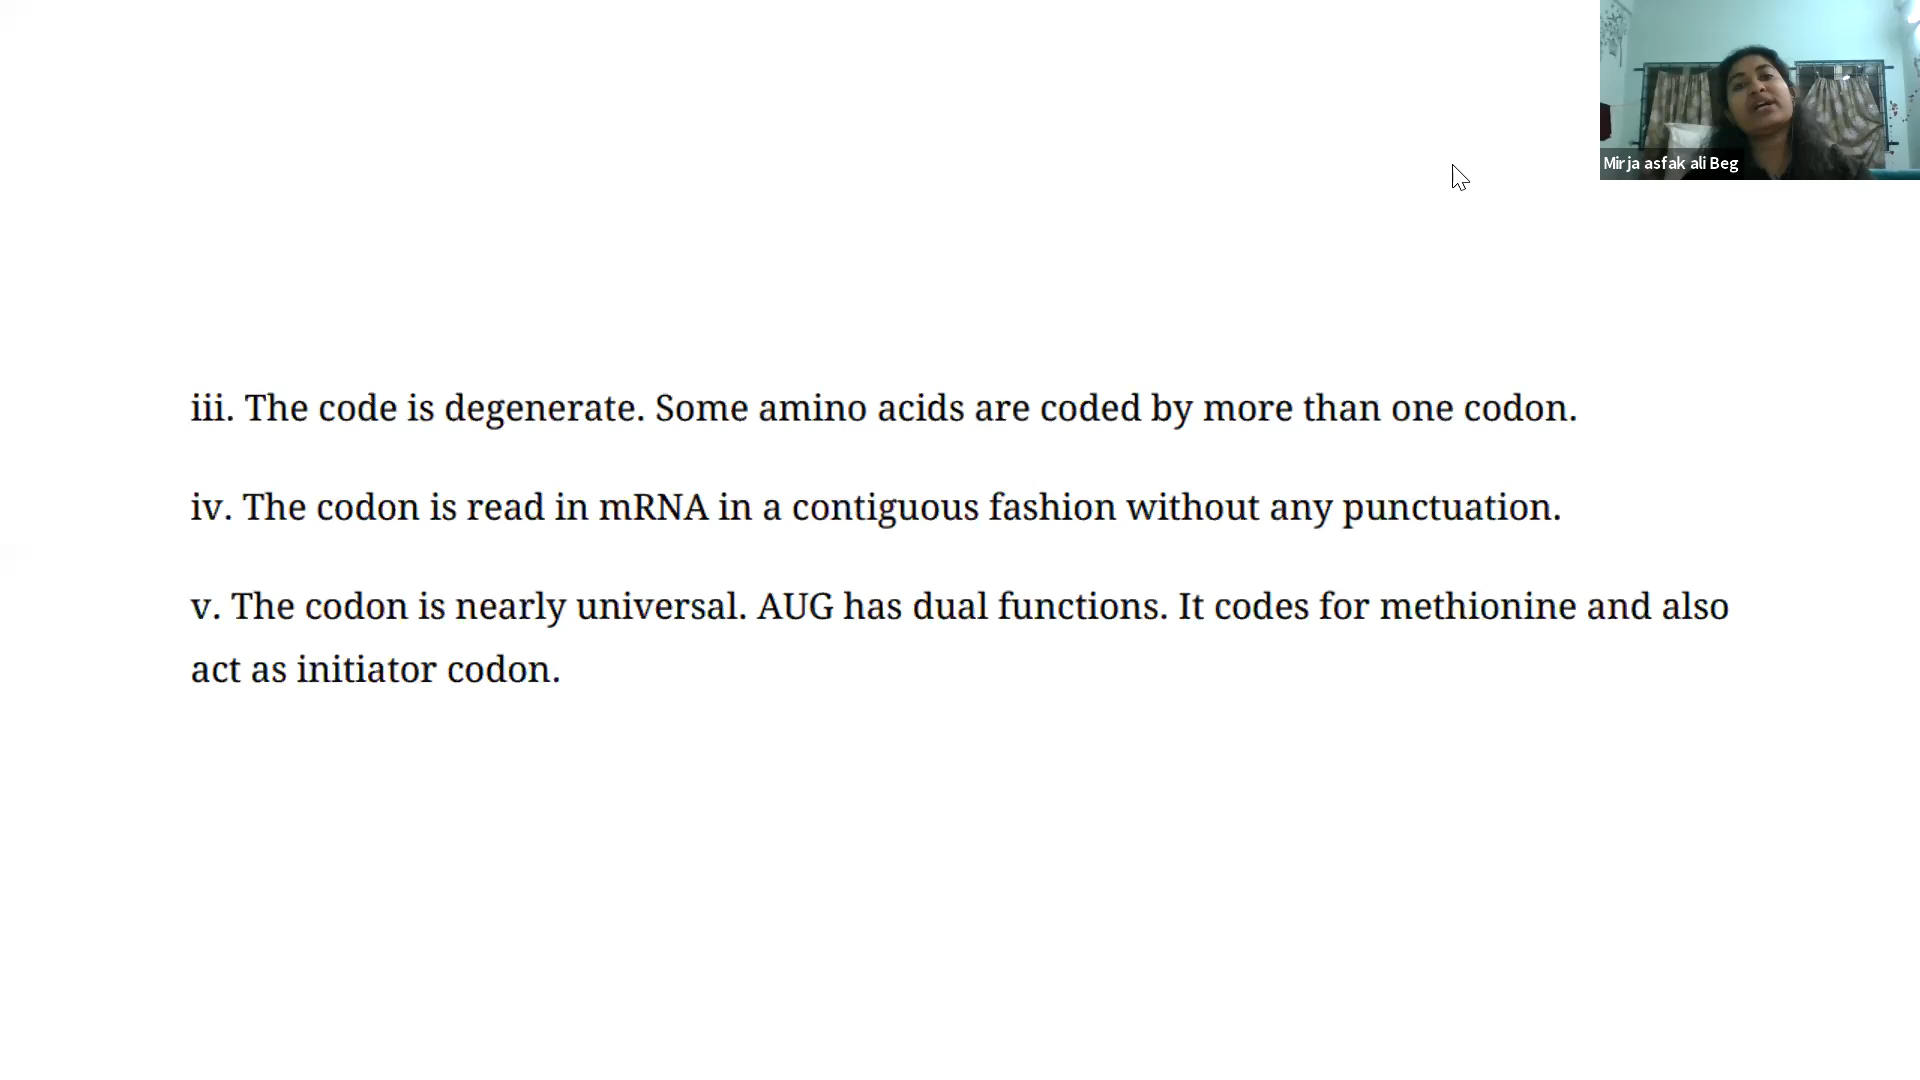 Mirja asfak ali Beg
iii. The code is degenerate. Some amino acids are coded by more than one codon.
iv. The codon is read in mRNA in a contiguous fashion without any punctuation.
v. The codon is nearly universal. AUG has dual functions. It codes for methionine and also
act as initiator codon.